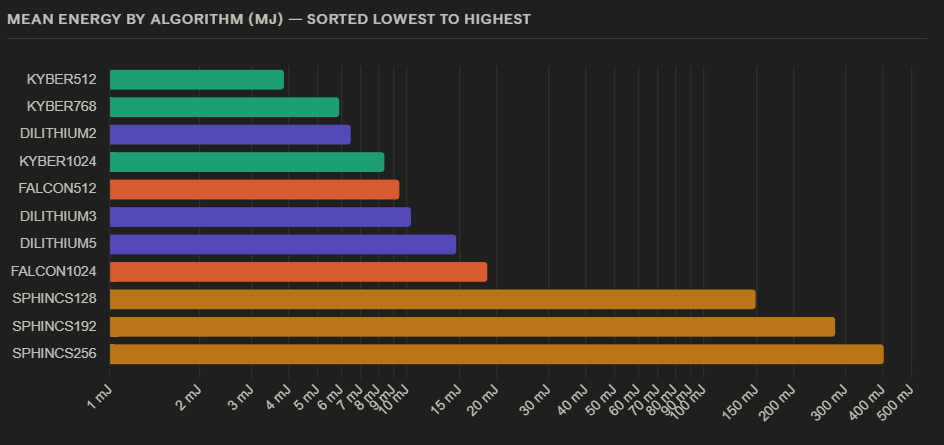 MEAN ENERGY BY ALGORITHM (MJ) — SORTED LOWEST TO HIGHEST
KYBER512
KYBER768
DILITHIUM2
KYBER1024
FALCON512
DILITHIUM3
DILITHIUM5
FALCON1024
SPHINCS128
SPHINCS192
SPHINCS256
1 mJ
2 mJ
3 mJ
4 mJ
5 mJ
6 mJ
7 mJ
8 mJ
9 mJ
10 mJ
15 mJ
20 mJ
30 mJ
40 mJ
50 mJ
60 mJ
70 mJ
80 mJ
90 mJ
100 mJ
150 mJ
200 mJ
300 mJ
400 mJ
500 mJ